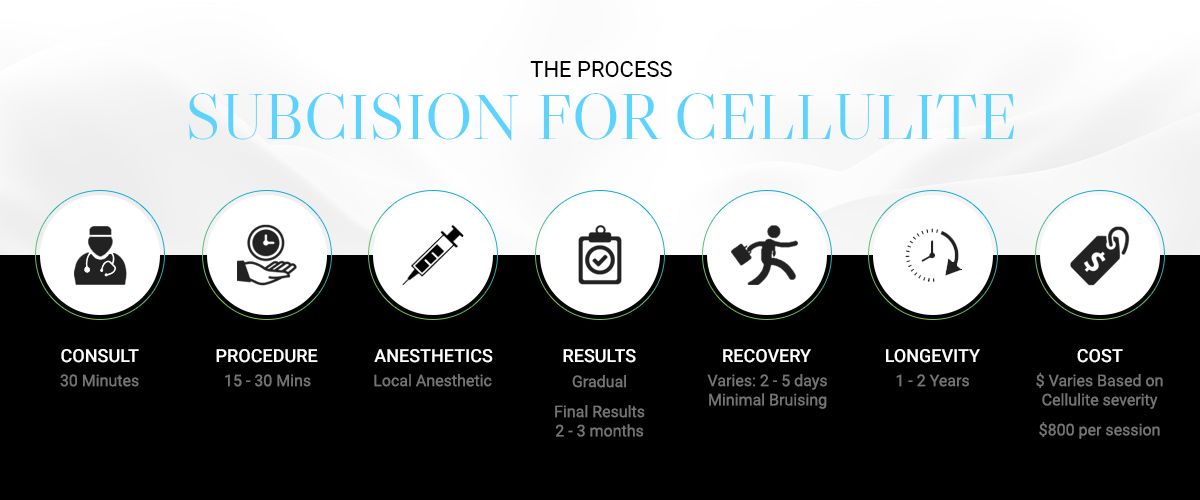 THE PROCESS
SUBCISION FOR CELLULITE
CONSULT
30 Minutes
PROCEDURE
15 - 30 Mins
ANESTHETICS
Local Anesthetic
RESULTS
Gradual
Final Results
2 - 3 months
RECOVERY
Varies: 2 - 5 days
Minimal Bruising
LONGEVITY
1 - 2 Years
COST
$ Varies Based on
Cellulite severity
$800 per session